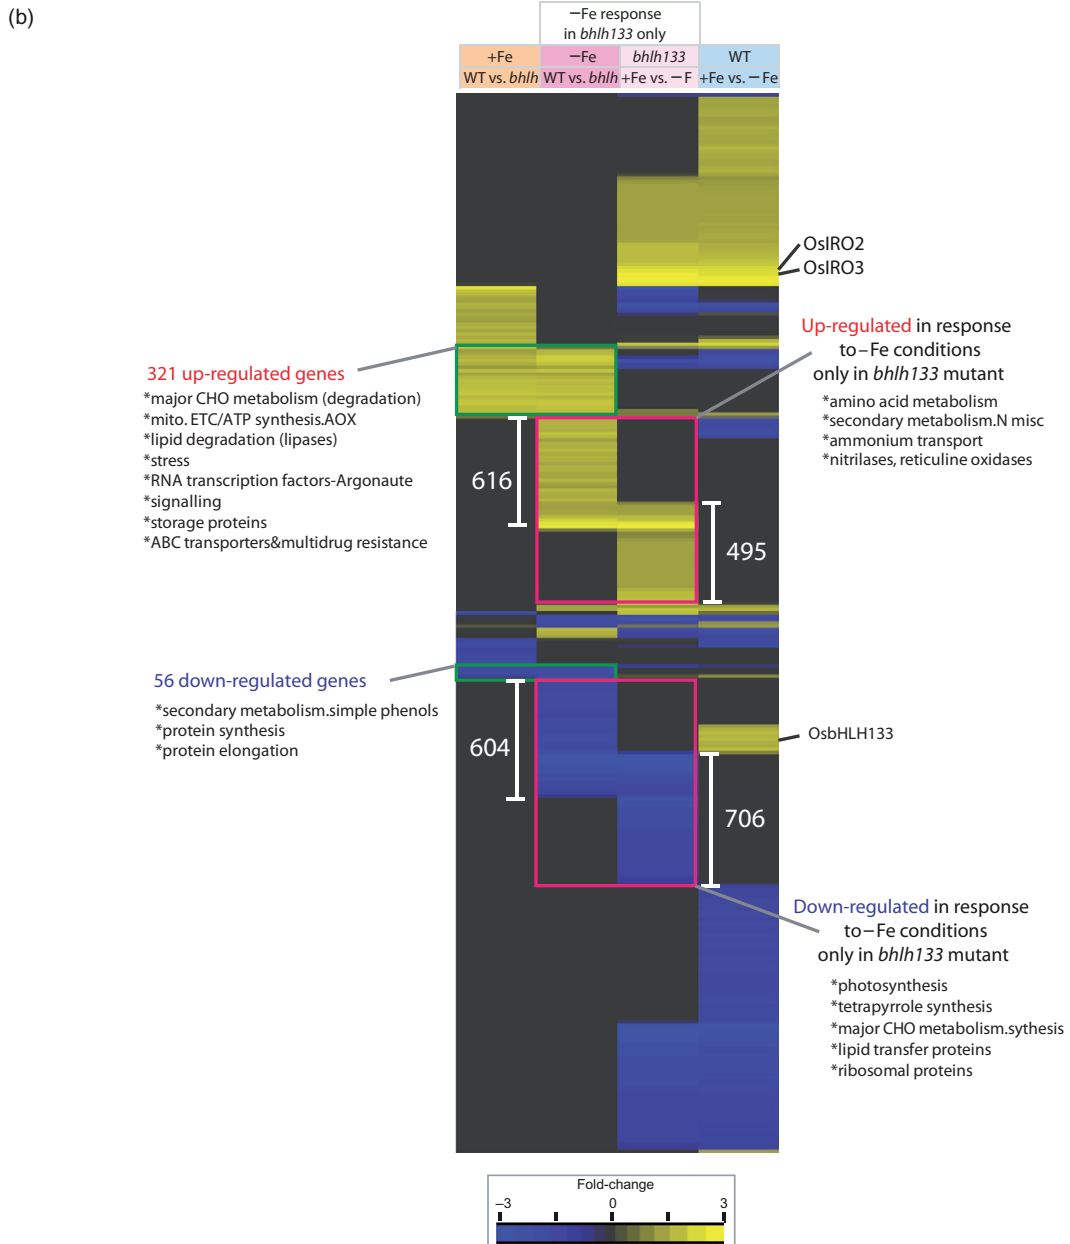 (b)
−Fe response
in bhlh133 only
+Fe
−Fe
bhlh133
WT
WT vs. bhlh
WT vs. bhlh
+Fe vs. −F
+Fe vs. −Fe
OsIRO2
OsIRO3
Up-regulated in response
to−Fe conditions
only in bhlh133 mutant
*amino acid metabolism
*secondary metabolism.N misc
*ammonium transport
*nitrilases, reticuline oxidases
321 up-regulated genes
*major CHO metabolism (degradation)
*mito. ETC/ATP synthesis.AOX
*lipid degradation (lipases)
*stress
*RNA transcription factors-Argonaute
*signalling
*storage proteins
*ABC transporters&multidrug resistance
616
495
56 down-regulated genes
*secondary metabolism.simple phenols
*protein synthesis
*protein elongation
604
OsbHLH133
706
Down-regulated in response
to−Fe conditions
only in bhlh133 mutant
*photosynthesis
*tetrapyrrole synthesis
*major CHO metabolism.sythesis
*lipid transfer proteins
*ribosomal proteins
Fold-change
−3 0 3